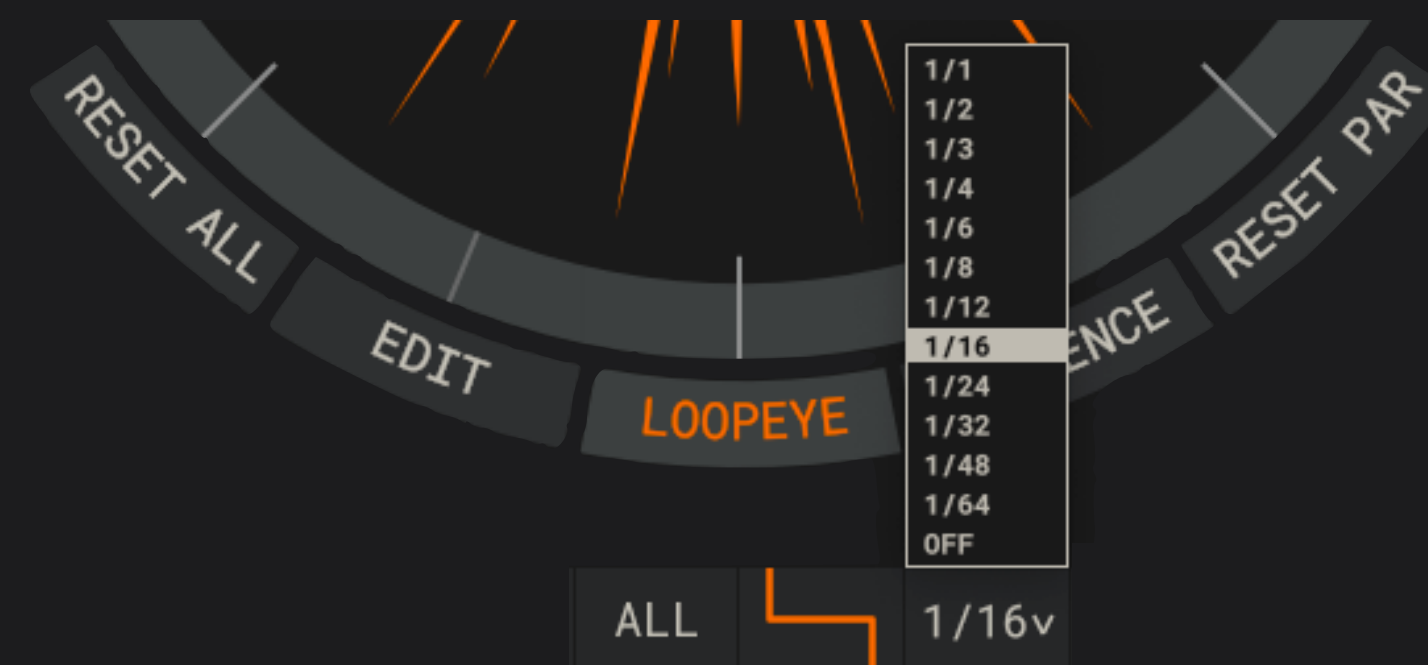 RESET ALL
EDIT
LOOPEYE
ENCE
RESET PAR
1/1
1/2
1/3
1/4
1/6
1/8
1/12
1/16
1/24
1/32
1/48
1/64
OFF
ALL
1/16v